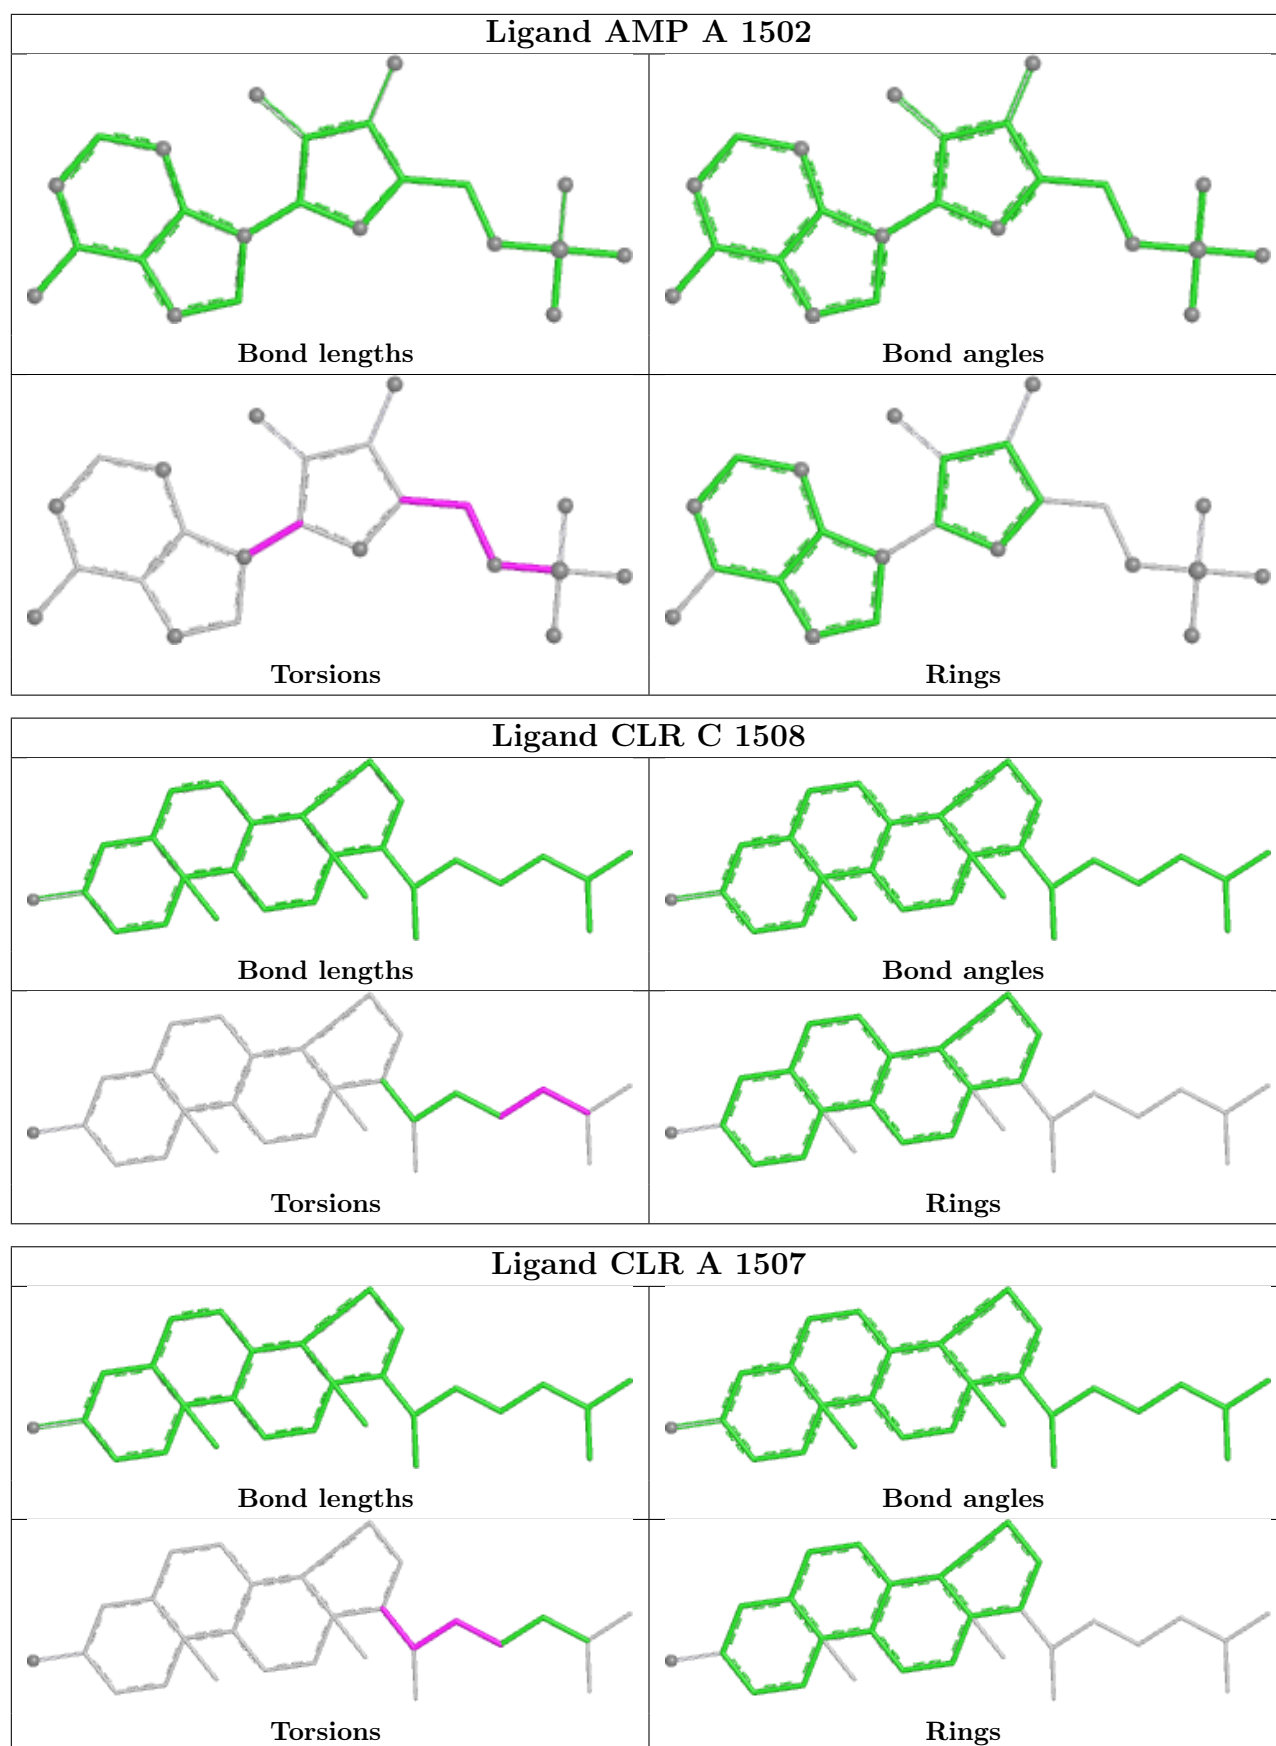 Ligand AMP A 1502
Bond lengths
Bond angles
Torsions
Rings
Ligand CLR C 1508
Bond lengths
Bond angles
Torsions
Rings
Ligand CLR A 1507
Bond lengths
Bond angles
Torsions
Rings